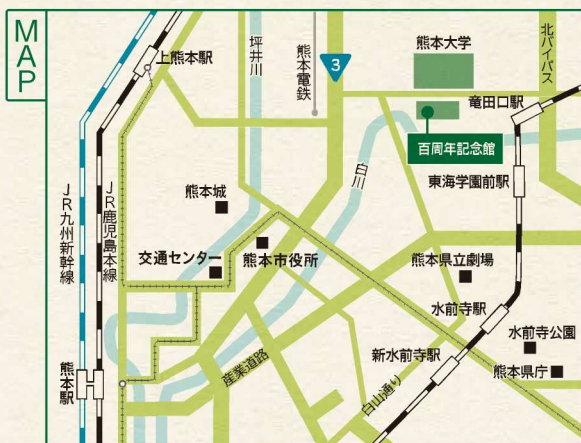 MAP
上熊本駅
坪井川
熊本電鉄
3
熊本大学
北バイパス
竜田口駅
百周年記念館
白川
東海学園前駅
熊本城
JR九州新幹線
JR鹿児島本線
交通センター
熊本市役所
熊本県立劇場
水前寺駅
水前寺公園
新水前寺駅
産業道路
熊本駅
白山通り
熊本県庁